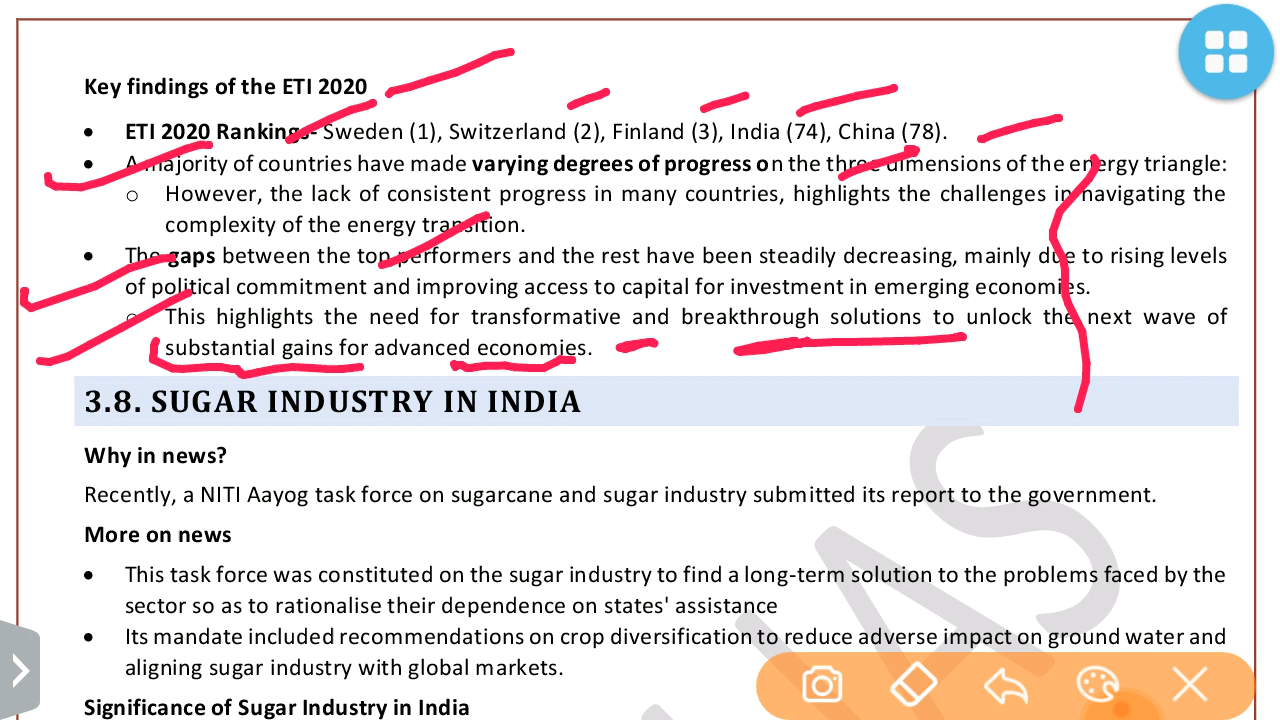 Key findings of the ETI 2020
• ETI 2020 Rankings- Sweden (1), Switzerland (2), Finland (3), India (74), China (78).
• A majority of countries have made varying degrees of progress on the three dimensions of the energy triangle:
o However, the lack of consistent progress in many countries, highlights the challenges in navigating the
complexity of the energy transition.
• The gaps between the top performers and the rest have been steadily decreasing, mainly due to rising levels
of political commitment and improving access to capital for investment in emerging economies.
o This highlights the need for transformative and breakthrough solutions to unlock the next wave of
substantial gains for advanced economies.
3.8. SUGAR INDUSTRY IN INDIA
Why in news?
Recently, a NITI Aayog task force on sugarcane and sugar industry submitted its report to the government.
More on news
• This task force was constituted on the sugar industry to find a long-term solution to the problems faced by the
sector so as to rationalise their dependence on states' assistance
• Its mandate included recommendations on crop diversification to reduce adverse impact on ground water and
aligning sugar industry with global markets.
Significance of Sugar Industry in India
IAS